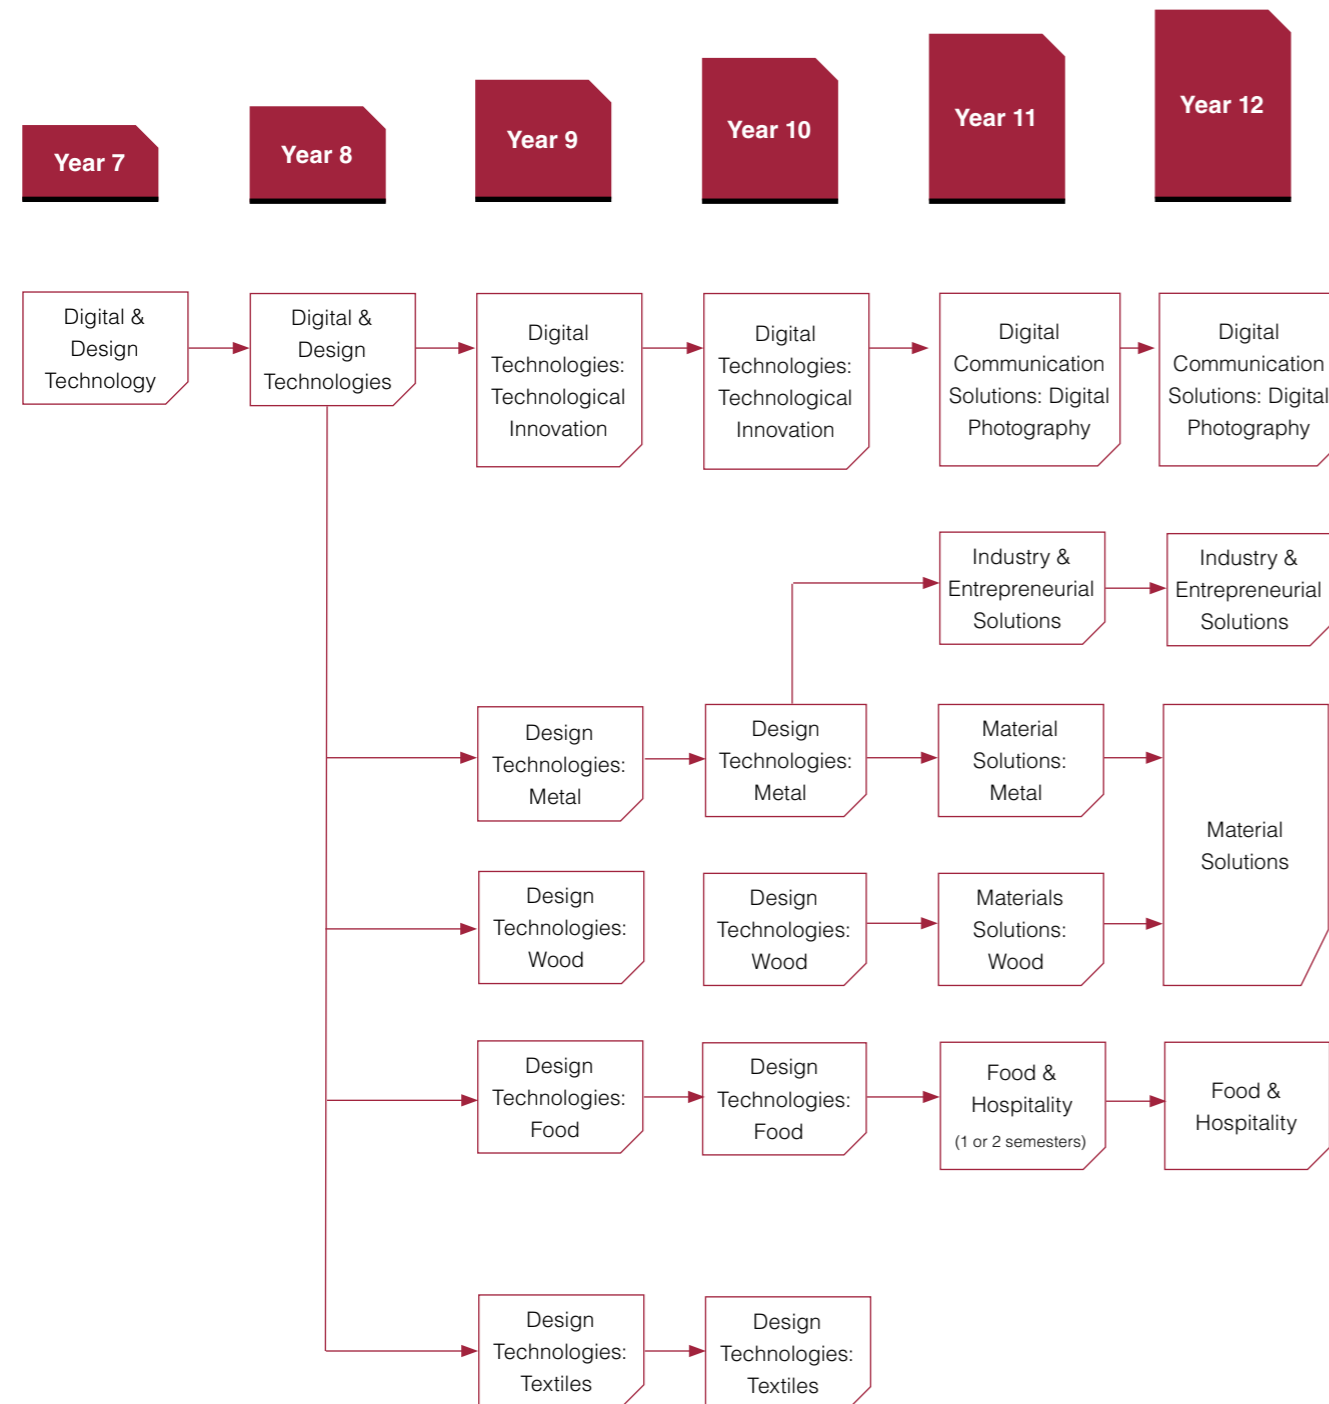 Year 7
Year 8
Year 9
Year 10
Year 11
Year 12
Digital &
Design
Technology
Digital &
Design
Technologies
Digital
Technologies:
Technological
Innovation
Digital
Technologies:
Technological
Innovation
Digital
Communication
Solutions: Digital
Photography
Digital
Communication
Solutions: Digital
Photography
Industry &
Entrepreneurial
Solutions
Industry &
Entrepreneurial
Solutions
Design
Technologies:
Metal
Design
Technologies:
Metal
Material
Solutions:
Metal
Material
Solutions
Design
Technologies:
Wood
Design
Technologies:
Wood
Materials
Solutions:
Wood
Design
Technologies:
Food
Design
Technologies:
Food
Food &
Hospitality
(1 or 2 semesters)
Food &
Hospitality
Design
Technologies:
Textiles
Design
Technologies:
Textiles